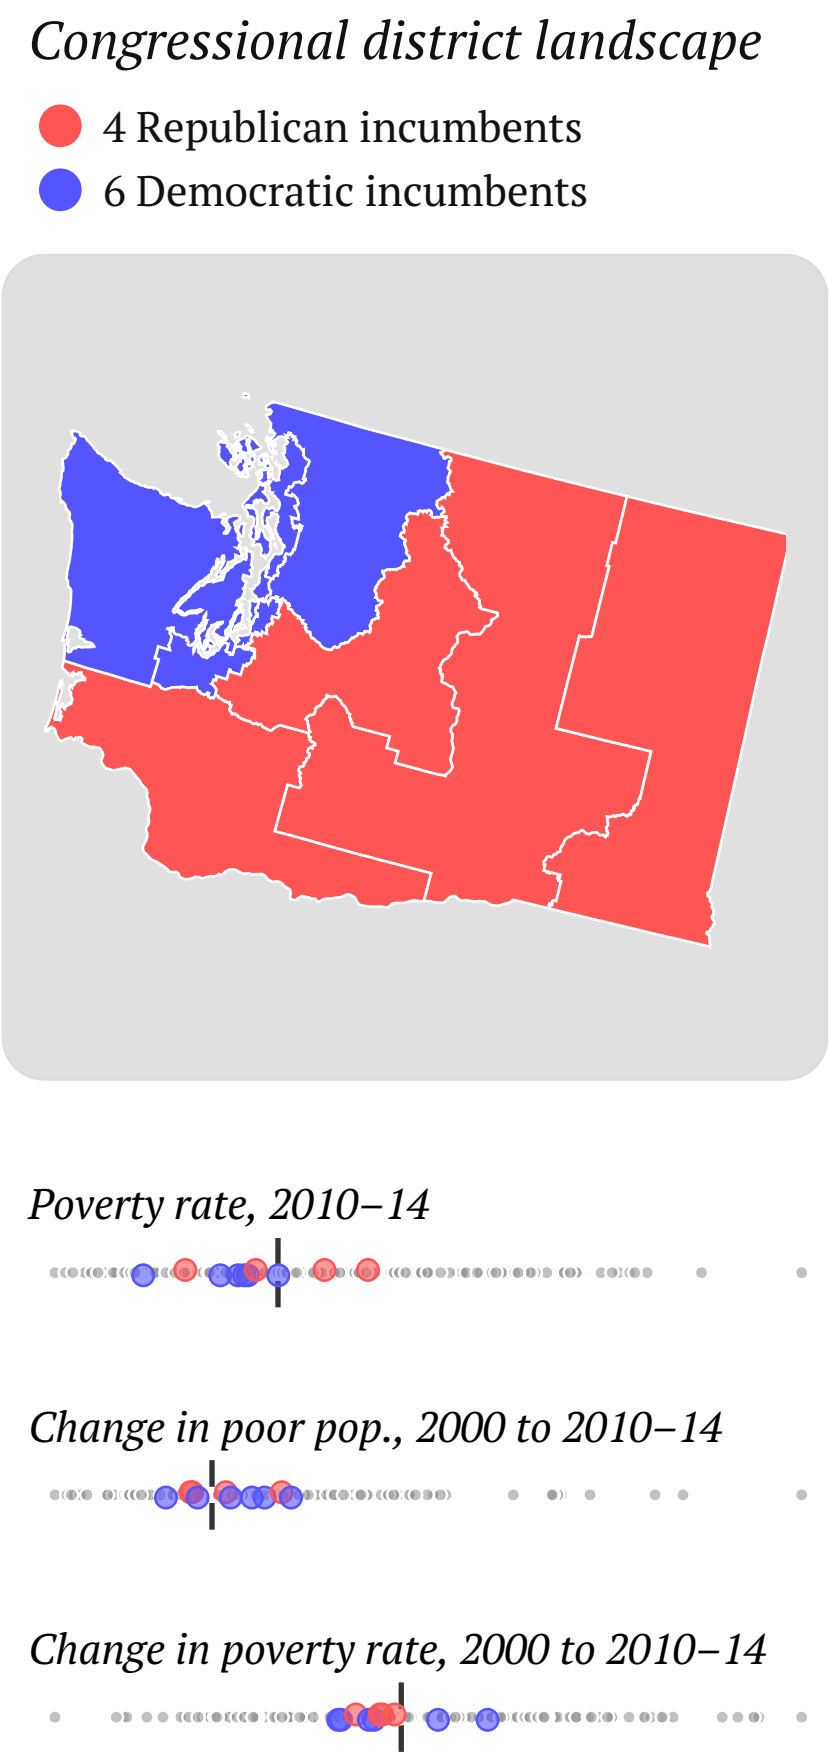 Congressional district landscape
4 Republican incumbents
6 Democratic incumbents
Poverty rate, 2010–14
Change in poor pop., 2000 to 2010–14
Change in poverty rate, 2000 to 2010–14